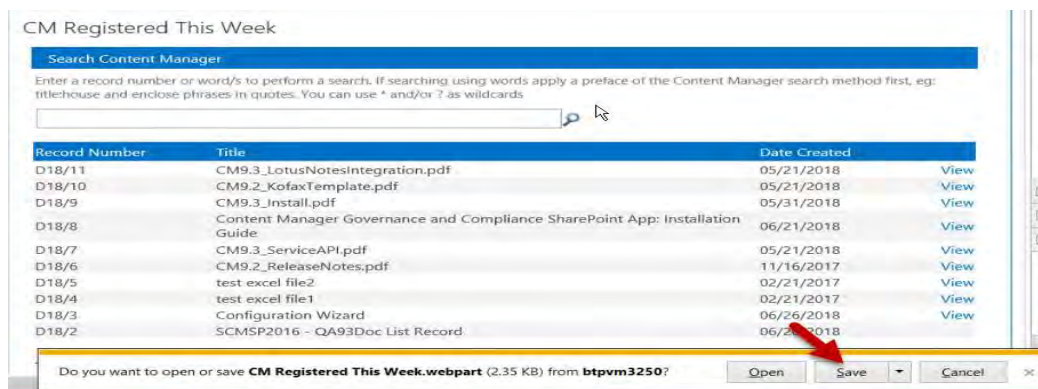 CM Registered This Week
Search Content Manager
Enter a record number or word/s to perform a search. If searching using words apply a preface of the Content Manager search method first, eg:
title:house and enclose phrases in quotes. You can use * and/or ? as wildcards
Record Number Title Date Created
D18/11 CM9.3_LotusNotesIntegration.pdf 05/21/2018 View
D18/10 CM9.2_KofaxTemplate.pdf 05/21/2018 View
D18/9 CM9.3_Install.pdf 05/31/2018 View
D18/8 Content Manager Governance and Compliance SharePoint App: Installation Guide 06/21/2018 View
D18/7 CM9.3_ServiceAPI.pdf 05/21/2018 View
D18/6 CM9.2_ReleaseNotes.pdf 11/16/2017 View
D18/5 test excel file2 02/21/2017 View
D18/4 test excel file1 02/21/2017 View
D18/3 Configuration Wizard 06/26/2018 View
D18/2 SCMSP2016 - QA93Doc List Record
Do you want to open or save CM Registered This Week.webpart (2.35 KB) from btpvm3250? Open Save Cancel